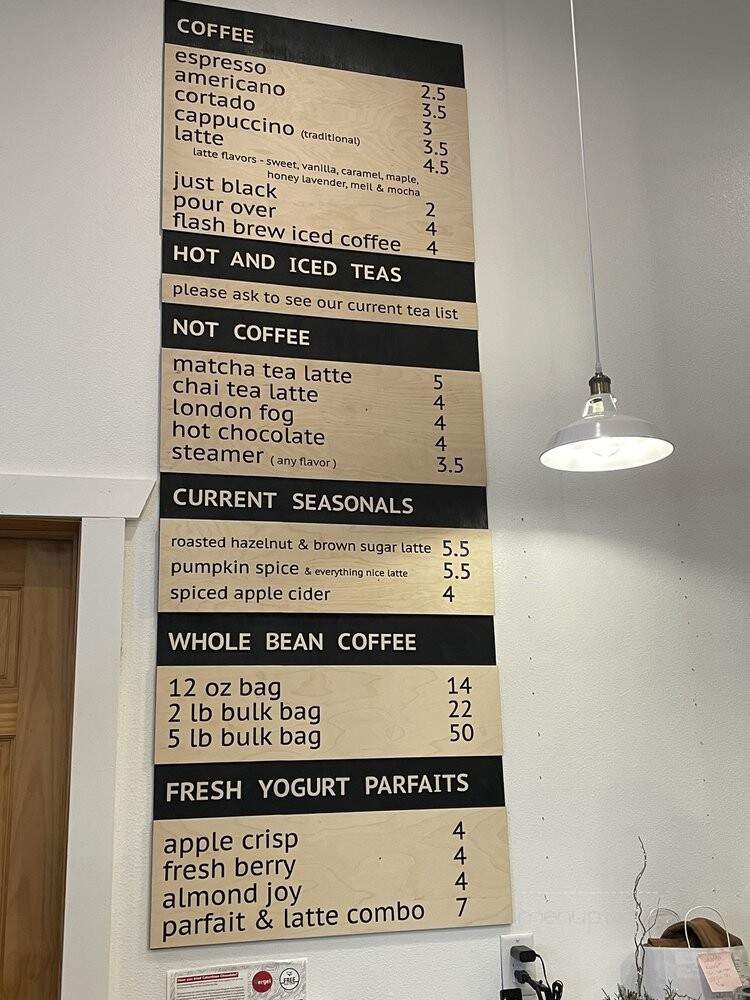 COFFEE
espresso 2.5
americano 3.5
cortado 3
cappuccino (traditional) 3.5
latte 4.5
latte flavors - sweet, vanilla, caramel, maple,
honey lavender, meil & mocha
just black 2
pour over 4
flash brew iced coffee 4
HOT AND ICED TEAS
please ask to see our current tea list
NOT COFFEE
matcha tea latte 5
chai tea latte 4
london fog 4
hot chocolate 4
steamer (any flavor) 3.5
CURRENT SEASONALS
roasted hazelnut & brown sugar latte 5.5
pumpkin spice & everything nice latte 5.5
spiced apple cider 4
WHOLE BEAN COFFEE
12 oz bag 14
2 lb bulk bag 22
5 lb bulk bag 50
FRESH YOGURT PARFAITS
apple crisp 4
fresh berry 4
almond joy 4
parfait & latte combo 7
FREE